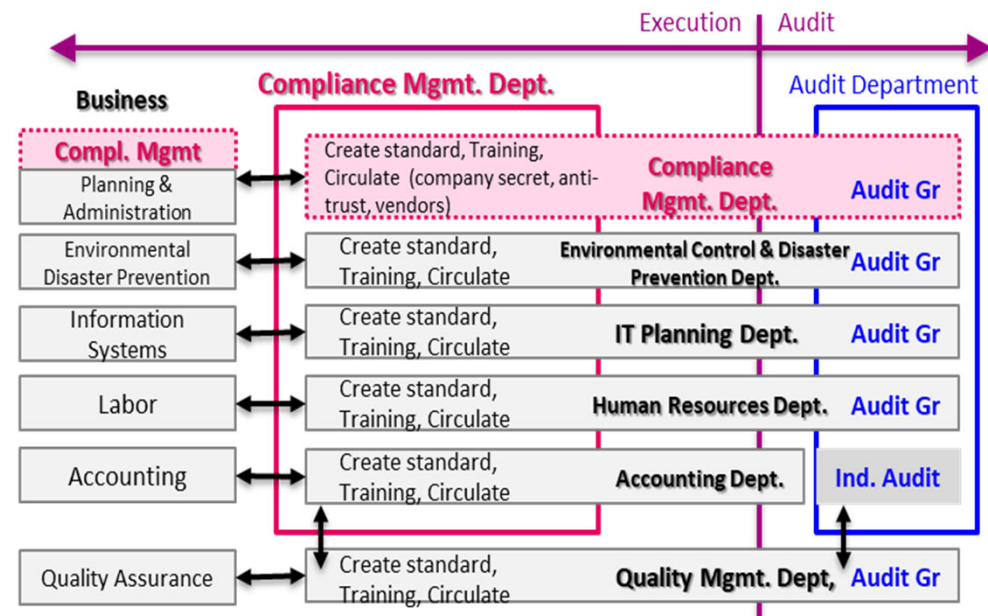 Execution
Audit
Compliance Mgmt. Dept.
Audit Department
Business
Compl. Mgmt
Planning &
Administration
Create standard, Training,
Circulate (company secret, anti-
trust, vendors)
Compliance
Mgmt. Dept.
Audit Gr
Environmental
Disaster Prevention
Create standard,
Training, Circulate
Environmental Control & Disaster
Prevention Dept.
Audit Gr
Information
Systems
Create standard,
Training, Circulate
IT Planning Dept.
Audit Gr
Labor
Create standard,
Training, Circulate
Human Resources Dept.
Audit Gr
Accounting
Create standard,
Training, Circulate
Accounting Dept.
Ind. Audit
Quality Assurance
Create standard,
Training, Circulate
Quality Mgmt. Dept,
Audit Gr